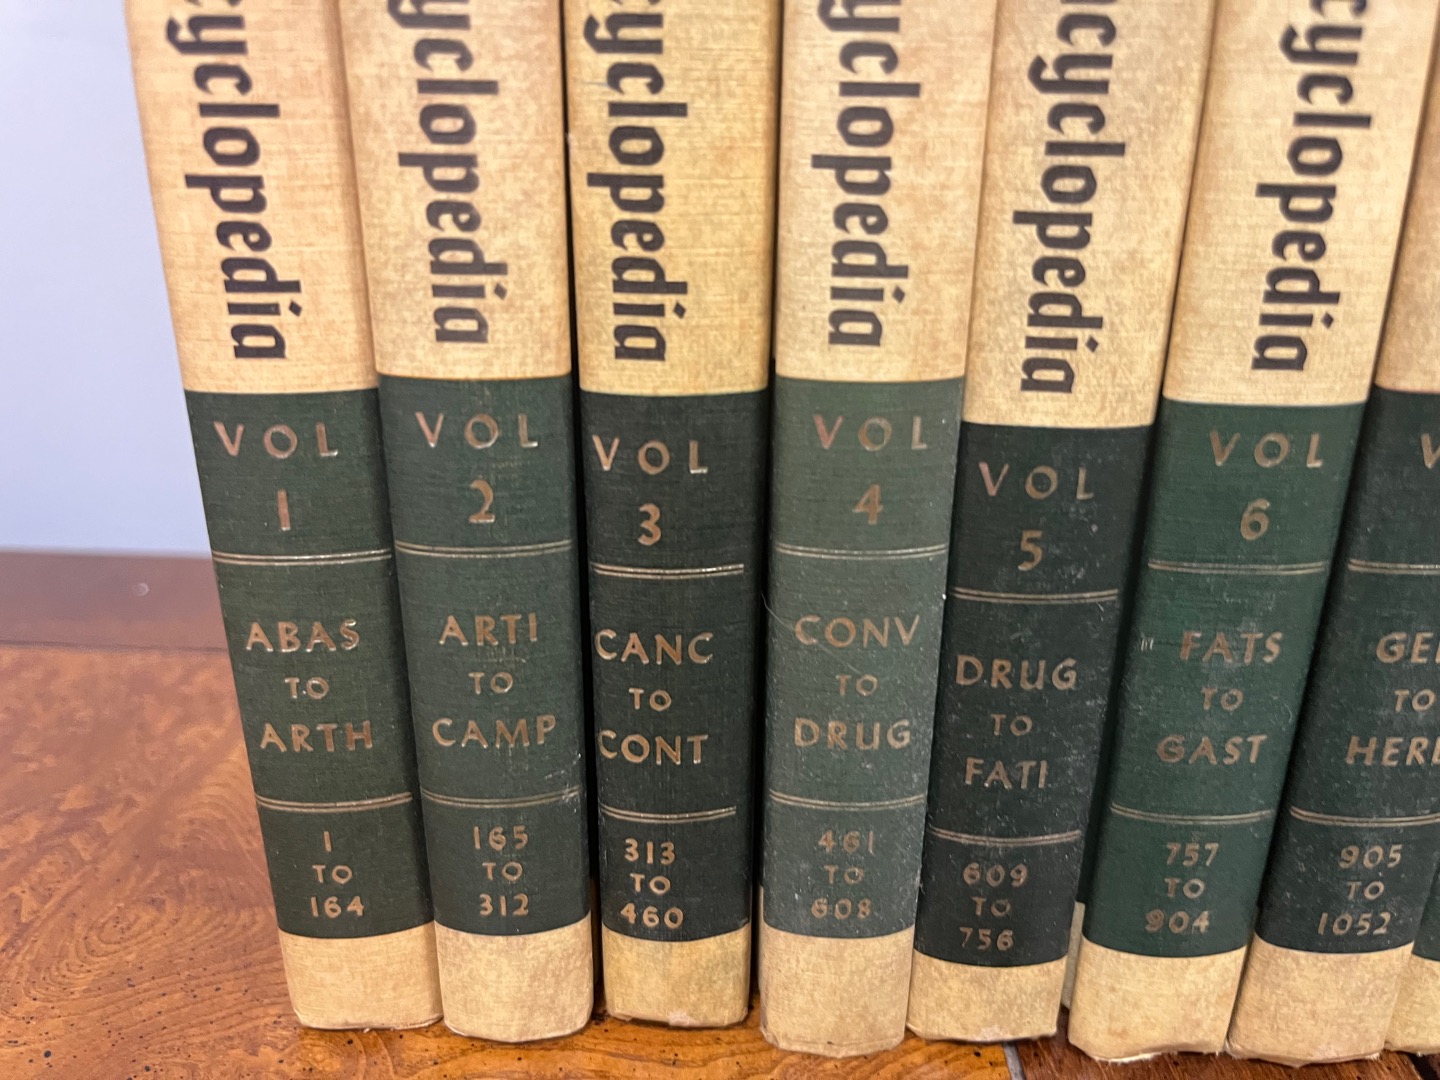 cyclopedia
VOL
1
ABAS
TO
ARTH
1
TO
164
cyclopedia
VOL
2
ARTI
TO
CAMP
165
TO
312
cyclopedia
VOL
3
CANC
TO
CONT
313
TO
460
cyclopedia
VOL
4
CONV
TO
DRUG
461
TO
608
cyclopedia
VOL
5
DRUG
TO
FATI
609
TO
756
cyclopedia
VOL
6
FATS
TO
GAST
757
TO
904
TO
905
TO
1052